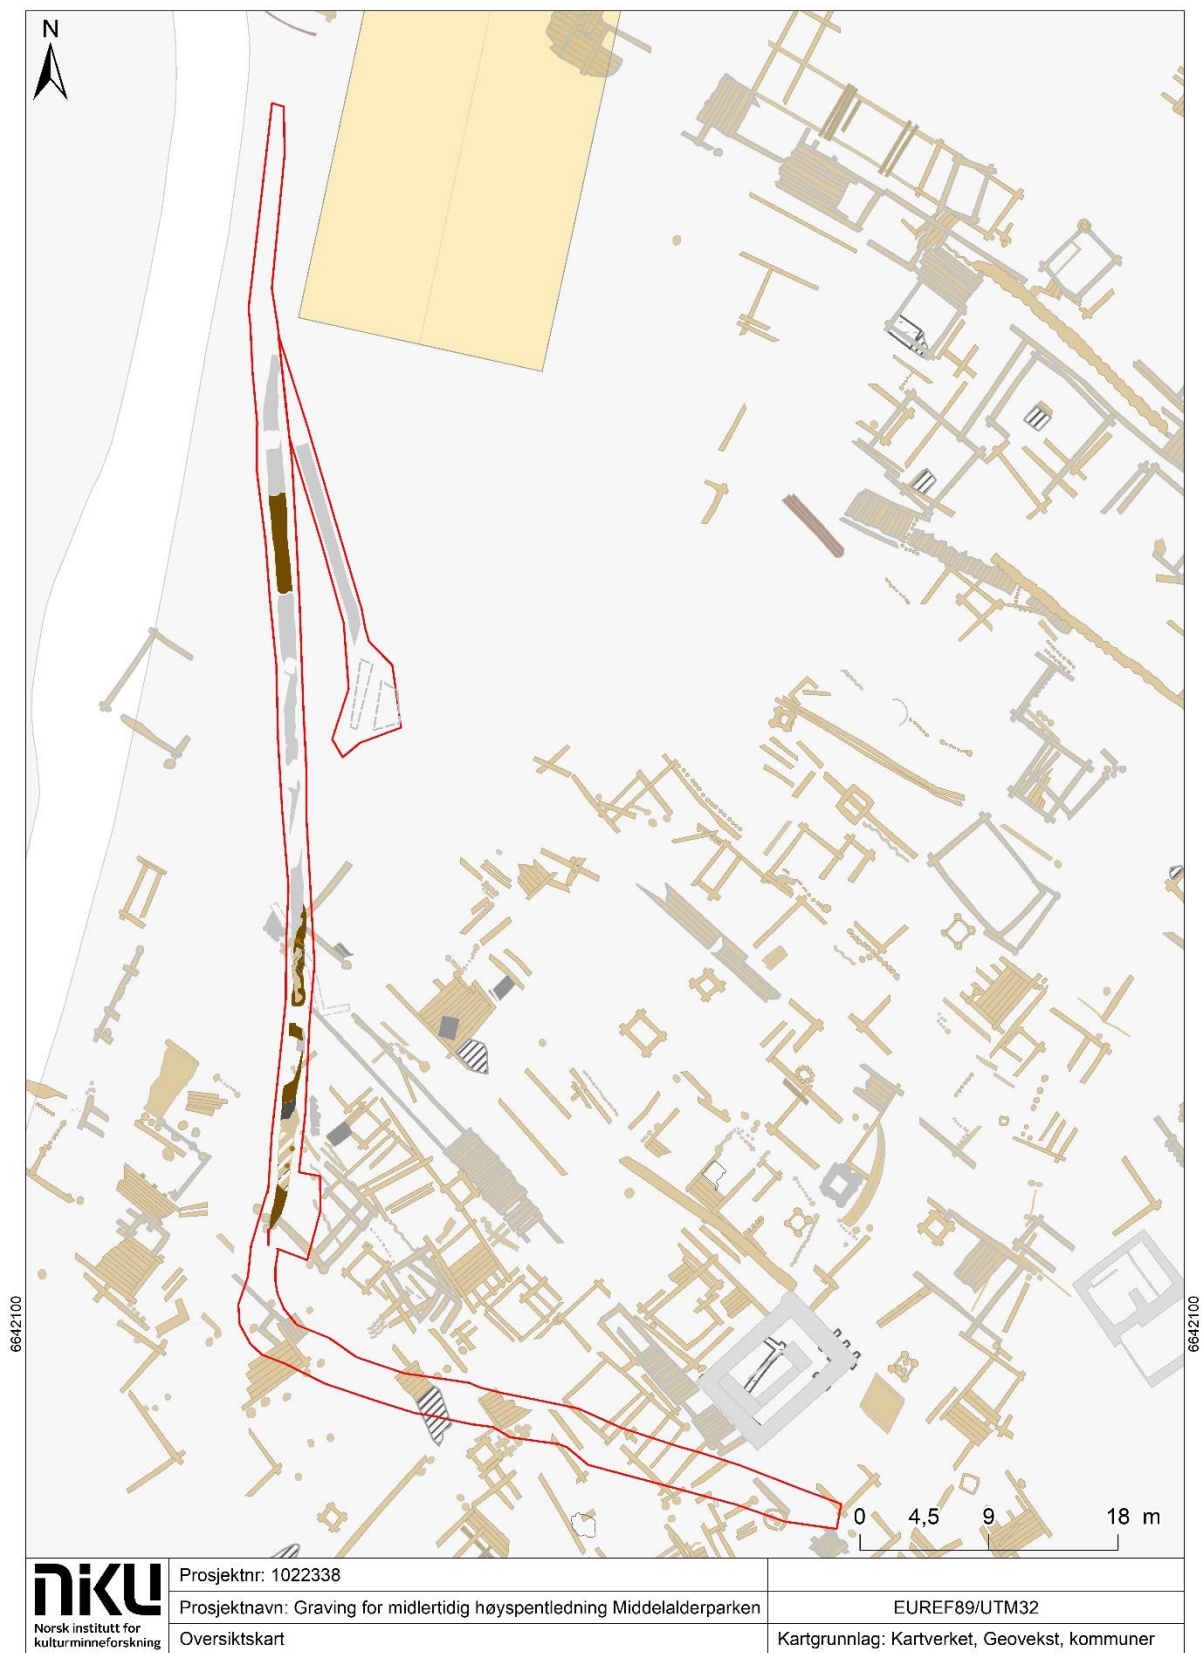 N
6642100
6642100
0 4,5 9 18 m
niku
Norsk institutt for
kulturminneforskning
Prosjektnr: 1022338
Prosjektnavn: Graving for midlertidig høyspentledning Middelalderparken
EUREF89/UTM32
Oversiktskart
Kartgrunnlag: Kartverket, Geovekst, kommuner